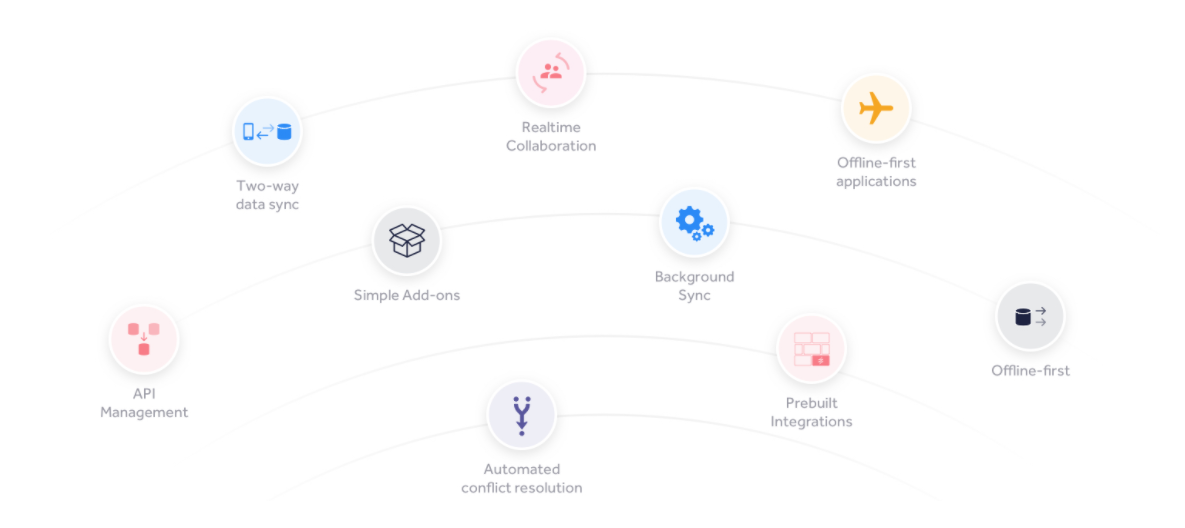 Realtime
Collaboration
Offline-first
applications
Two-way
data sync
Background
Sync
Simple Add-ons
Offline-first
API
Management
Prebuilt
Integrations
Automated
conflict resolution